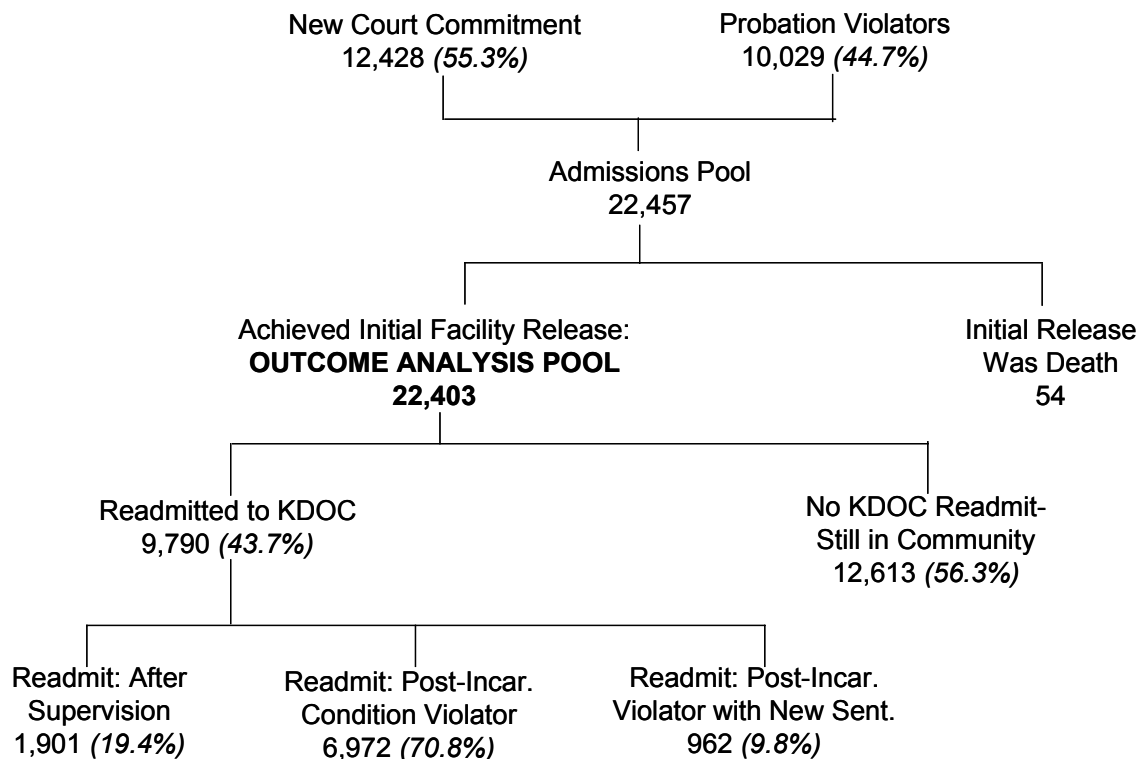 New Court Commitment
12,428 (55.3%)
Probation Violators
10,029 (44.7%)
Admissions Pool
22,457
Achieved Initial Facility Release:
OUTCOME ANALYSIS POOL
22,403
Initial Release
Was Death
54
Readmitted to KDOC
9,790 (43.7%)
No KDOC Readmit-
Still in Community
12,613 (56.3%)
Readmit: After
Supervision
1,901 (19.4%)
Readmit: Post-Incar.
Condition Violator
6,972 (70.8%)
Readmit: Post-Incar.
Violator with New Sent.
962 (9.8%)